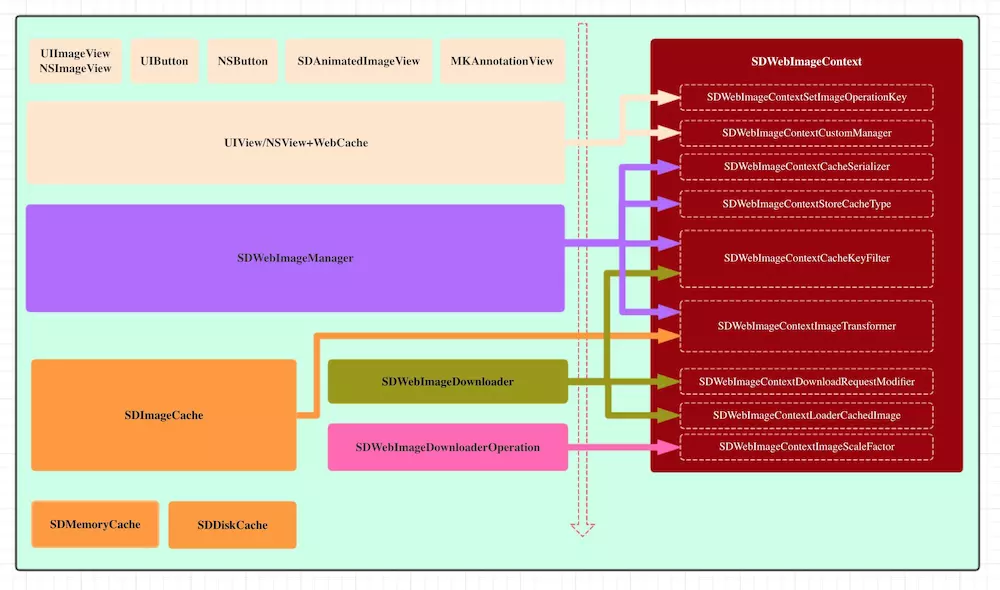 UIImageView
NSImageView
UIButton
NSButton
SDAnimatedImageView
MKAnnotationView
UIView/NSView+WebCache
SDWebImageManager
SDImageCache
SDWebImageDownloader
SDWebImageDownloaderOperation
SDMemoryCache
SDDiskCache
SDWebImageContext
SDWebImageContextSetImageOperationKey
SDWebImageContextCustomManager
SDWebImageContextCacheSerializer
SDWebImageContextStoreCacheType
SDWebImageContextCacheKeyFilter
SDWebImageContextImageTransformer
SDWebImageContextDownloadRequestModifier
SDWebImageContextLoaderCachedImage
SDWebImageContextImageScaleFactor